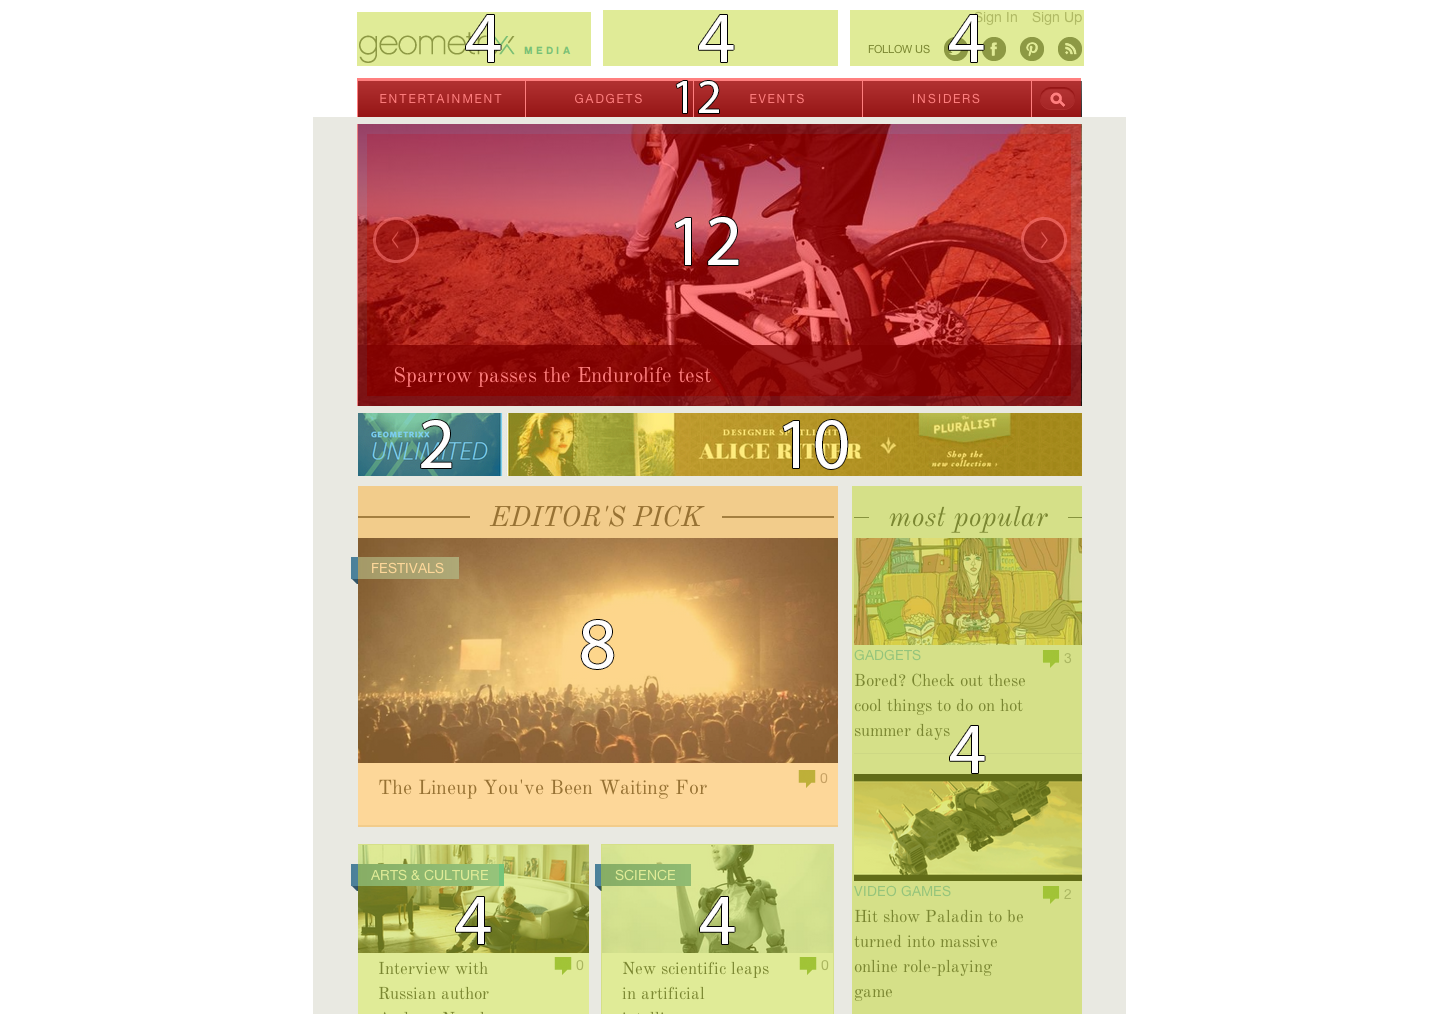 Sign In Sign Up
geometrixx MEDIA
4
4
4
FOLLOW US
ENTERTAINMENT
GADGETS
12
EVENTS
INSIDERS
12
Sparrow passes the Endurolife test
GEOMETRIXX
UNLIMITED
2
DESIGNER SPOTLIGHT
ALICE RITTER
10
The
PLURALIST
Shop the
new collection ›
EDITOR'S PICK
FESTIVALS
8
The Lineup You've Been Waiting For
0
most popular
GADGETS
3
Bored? Check out these
cool things to do on hot
summer days
4
VIDEO GAMES
2
Hit show Paladin to be
turned into massive
online role-playing
game
ARTS & CULTURE
4
0
Interview with
Russian author
SCIENCE
4
0
New scientific leaps
in artificial